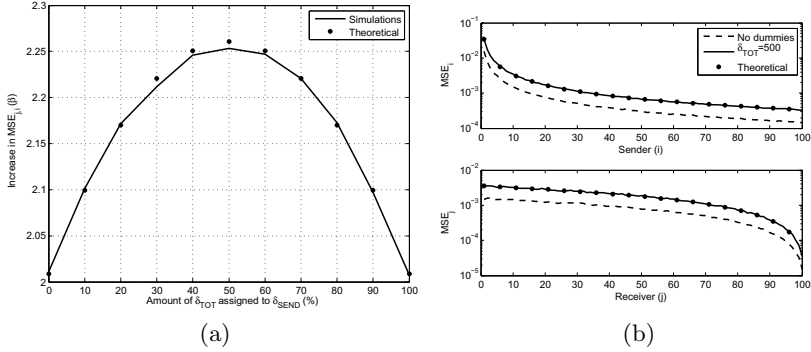 Increase in MSE_{j,i} (β)
2.3
2.25
2.2
2.15
2.1
2.05
2
0 10 20 30 40 50 60 70 80 90 100
Amount of δ_TOT assigned to δ_SEND (%)
Simulations
Theoretical
(a)
MSE_i
10^{-1}
10^{-2}
10^{-3}
10^{-4}
0 10 20 30 40 50 60 70 80 90 100
Sender (i)
No dummies
δ_TOT=500
Theoretical
MSE_j
10^{-2}
10^{-3}
10^{-4}
10^{-5}
0 10 20 30 40 50 60 70 80 90 100
Receiver (j)
(b)